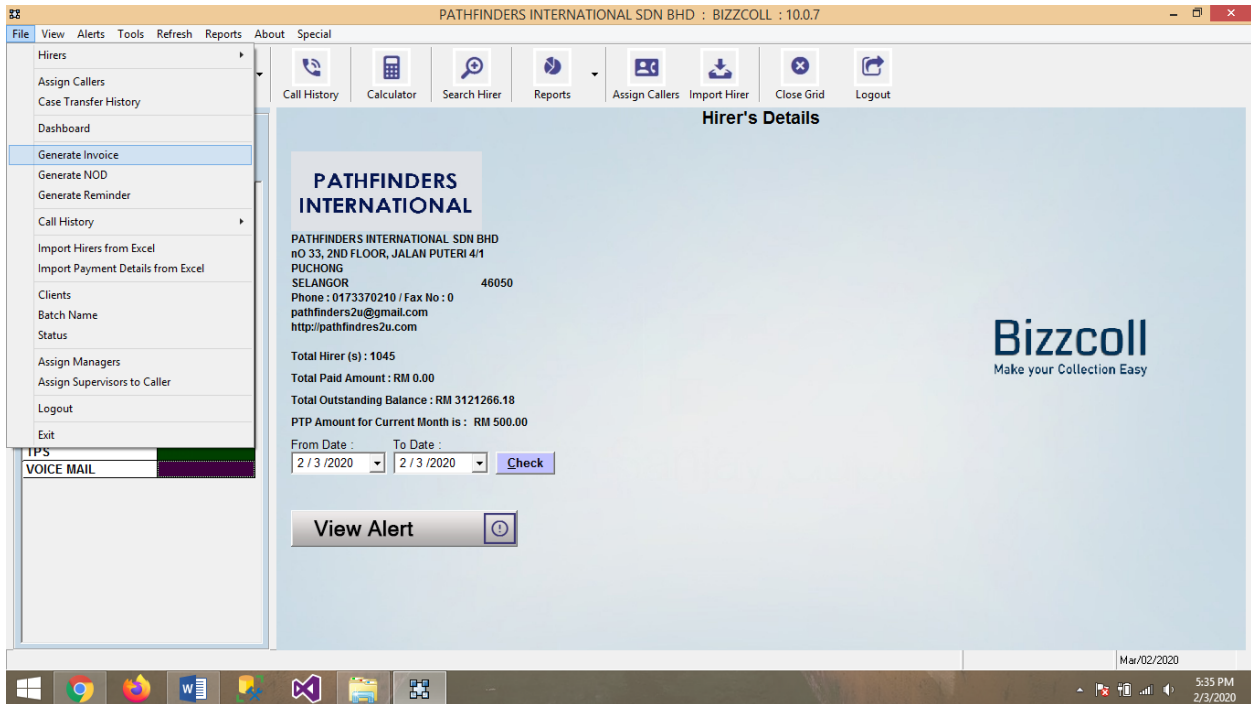 PATHFINDERS INTERNATIONAL SDN BHD : BIZZCOLL : 10.0.7
File View Alerts Tools Refresh Reports About Special
Hirers
Assign Callers
Case Transfer History
Dashboard
Generate Invoice
Generate NOD
Generate Reminder
Call History
Import Hirers from Excel
Import Payment Details from Excel
Clients
Batch Name
Status
Assign Managers
Assign Supervisors to Caller
Logout
Exit
TPS
VOICE MAIL
Call History Calculator Search Hirer Reports Assign Callers Import Hirer Close Grid Logout
Hirer's Details
PATHFINDERS
INTERNATIONAL
PATHFINDERS INTERNATIONAL SDN BHD
nO 33, 2ND FLOOR, JALAN PUTERI 4/1
PUCHONG
SELANGOR 46050
Phone : 0173370210 / Fax No : 0
pathfinders2u@gmail.com
http://pathfindres2u.com
Total Hirer (s) : 1045
Total Paid Amount : RM 0.00
Total Outstanding Balance : RM 3121266.18
PTP Amount for Current Month is : RM 500.00
From Date : To Date :
2 / 3 /2020 2 / 3 /2020 Check
View Alert
Bizzcoll
Make your Collection Easy
Mar/02/2020
5:35 PM
2/3/2020